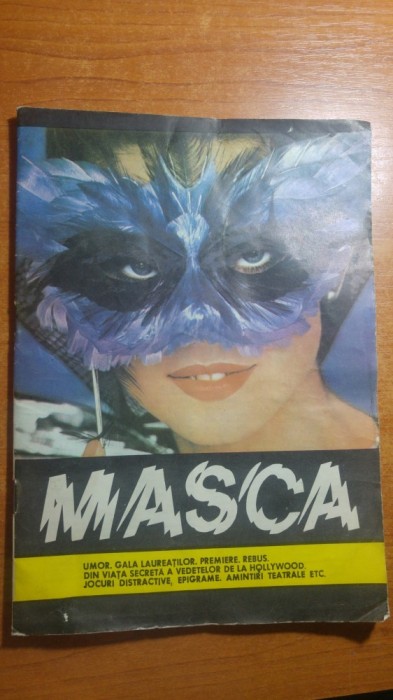 MASCA
UMOR. GALA LAUREAȚILOR. PREMIERE. REBUS.
DIN VIAȚA SECRETĂ A VEDETELOR DE LA HOLLYWOOD.
JOCURI DISTRACTIVE, EPIGRAME. AMINTIRI TEATRALE ETC.